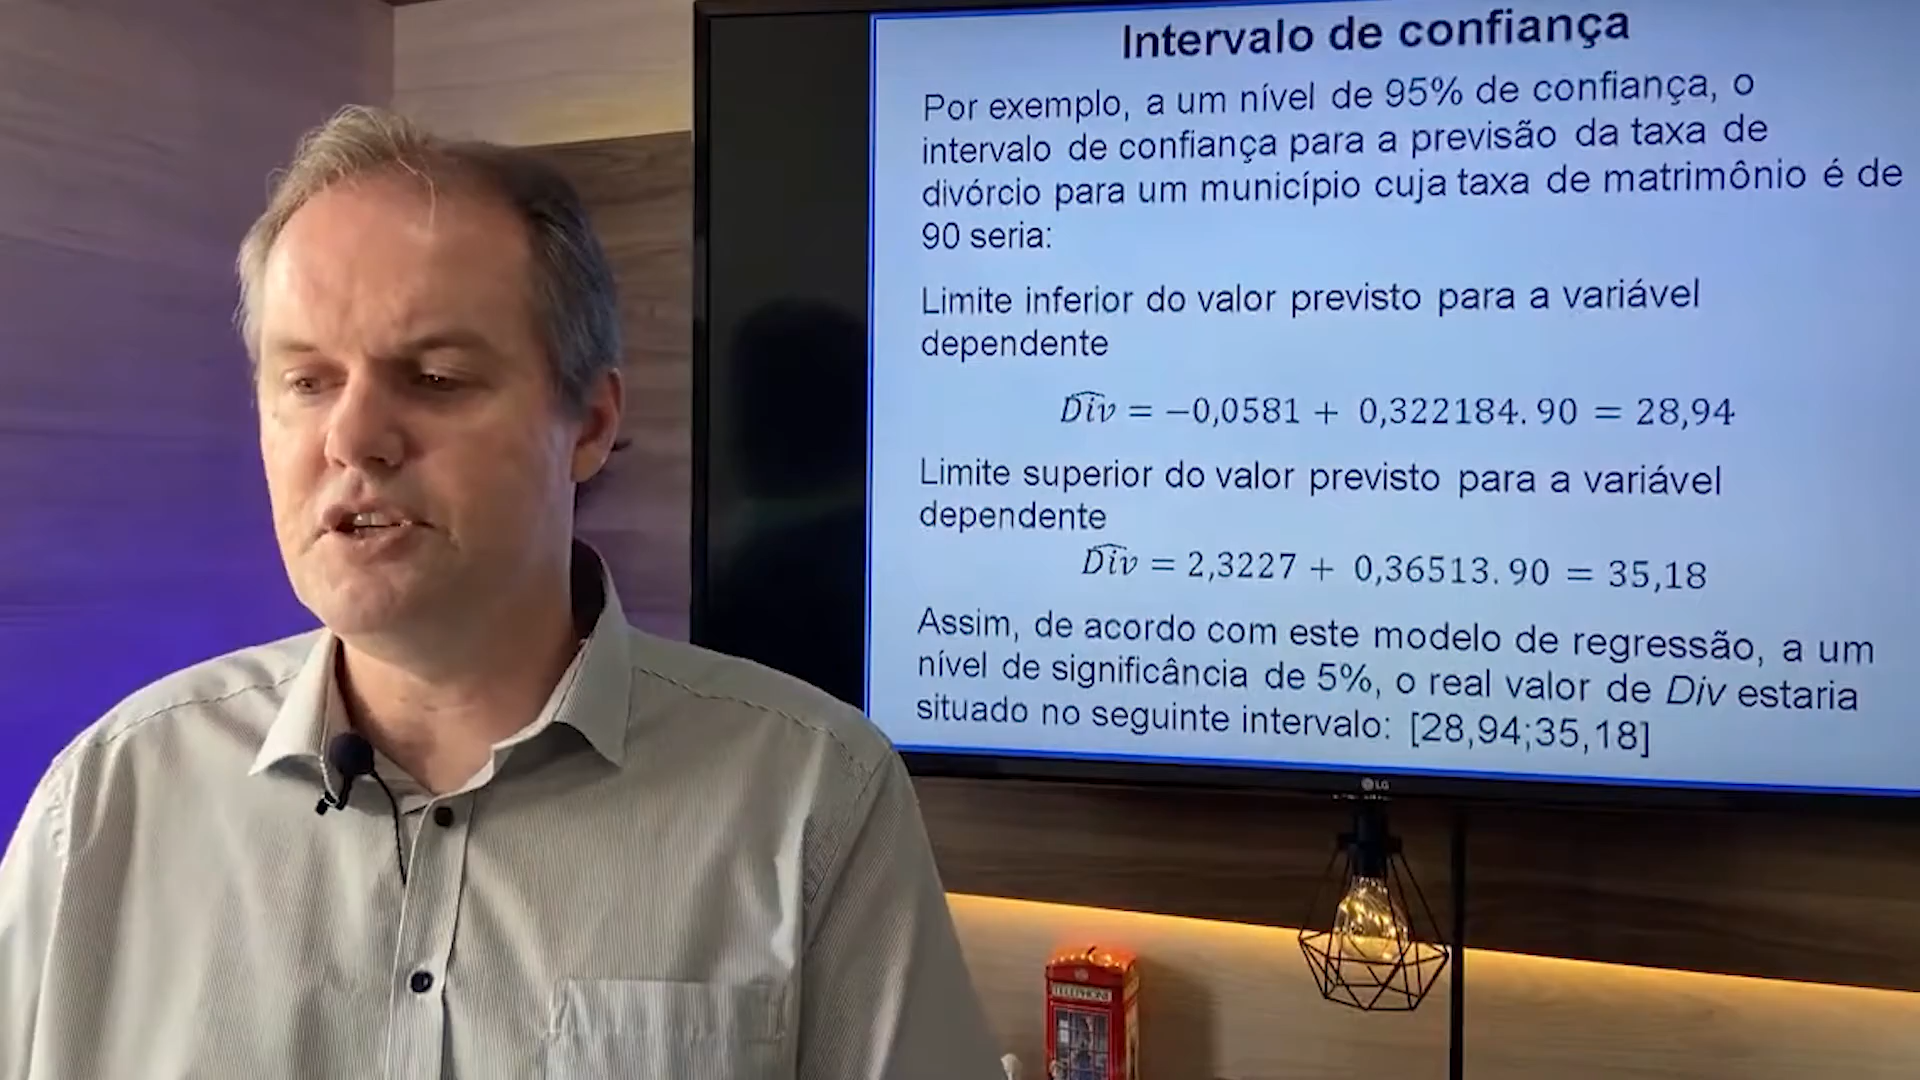 Intervalo de confiança
Por exemplo, a um nível de 95% de confiança, o
intervalo de confiança para a previsão da taxa de
divórcio para um município cuja taxa de matrimônio é de
90 seria:
Limite inferior do valor previsto para a variável
dependente
D̂iv = −0,0581 + 0,322184. 90 = 28,94
Limite superior do valor previsto para a variável
dependente
D̂iv = 2,3227 + 0,36513. 90 = 35,18
Assim, de acordo com este modelo de regressão, a um
nível de significância de 5%, o real valor de Div estaria
situado no seguinte intervalo: [28,94;35,18]
LG
TELEPHONE